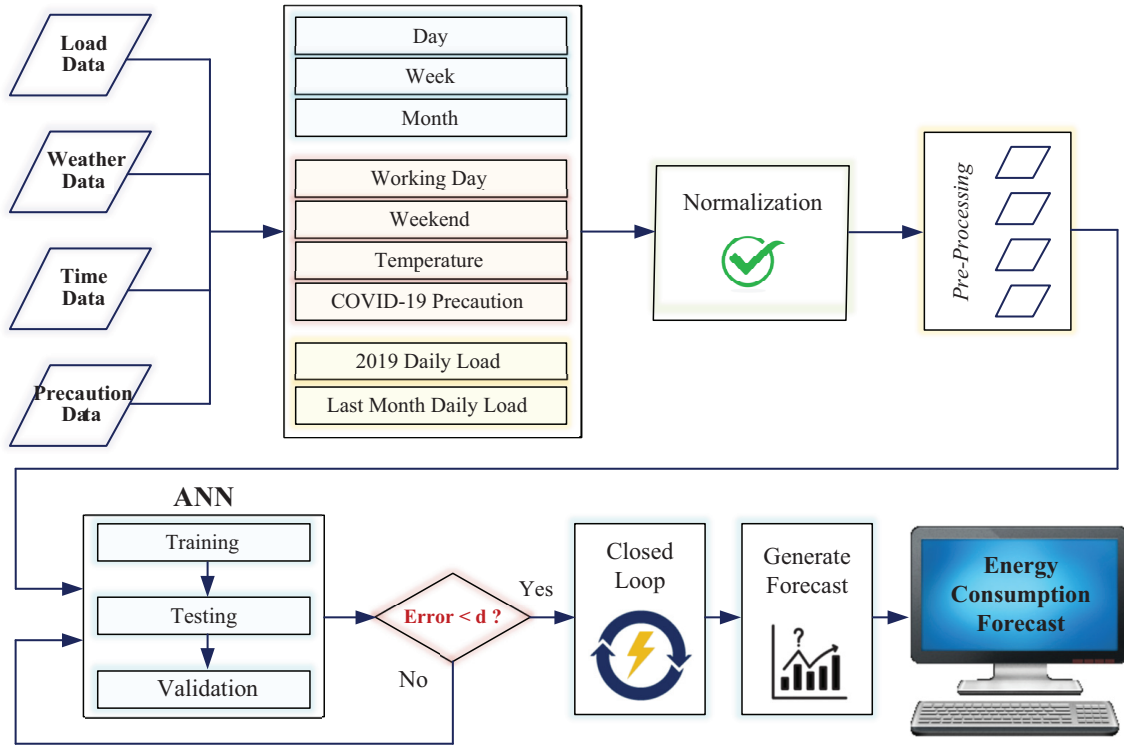 Load
Data
Weather
Data
Time
Data
Precaution
Data
Day
Week
Month
Working Day
Weekend
Temperature
COVID-19 Precaution
2019 Daily Load
Last Month Daily Load
Normalization
Pre-Processing
ANN
Training
Testing
Validation
Error < d ?
Yes
No
Closed
Loop
Generate
Forecast
?
Energy
Consumption
Forecast